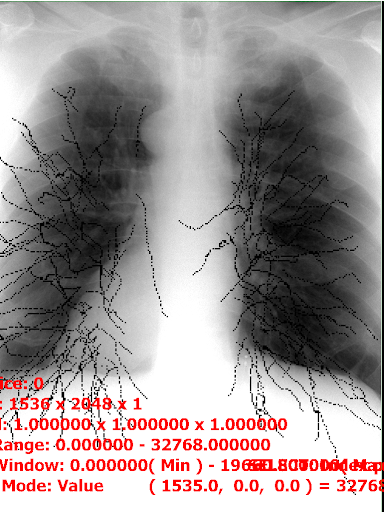 ice: 0
: 1536 x 2048 x 1
: 1.000000 x 1.000000 x 1.000000
Range: 0.000000 - 32768.000000
Window: 0.000000( Min ) - 196
Mode: Value ( 1535.0, 0.0, 0.0 ) = 32768